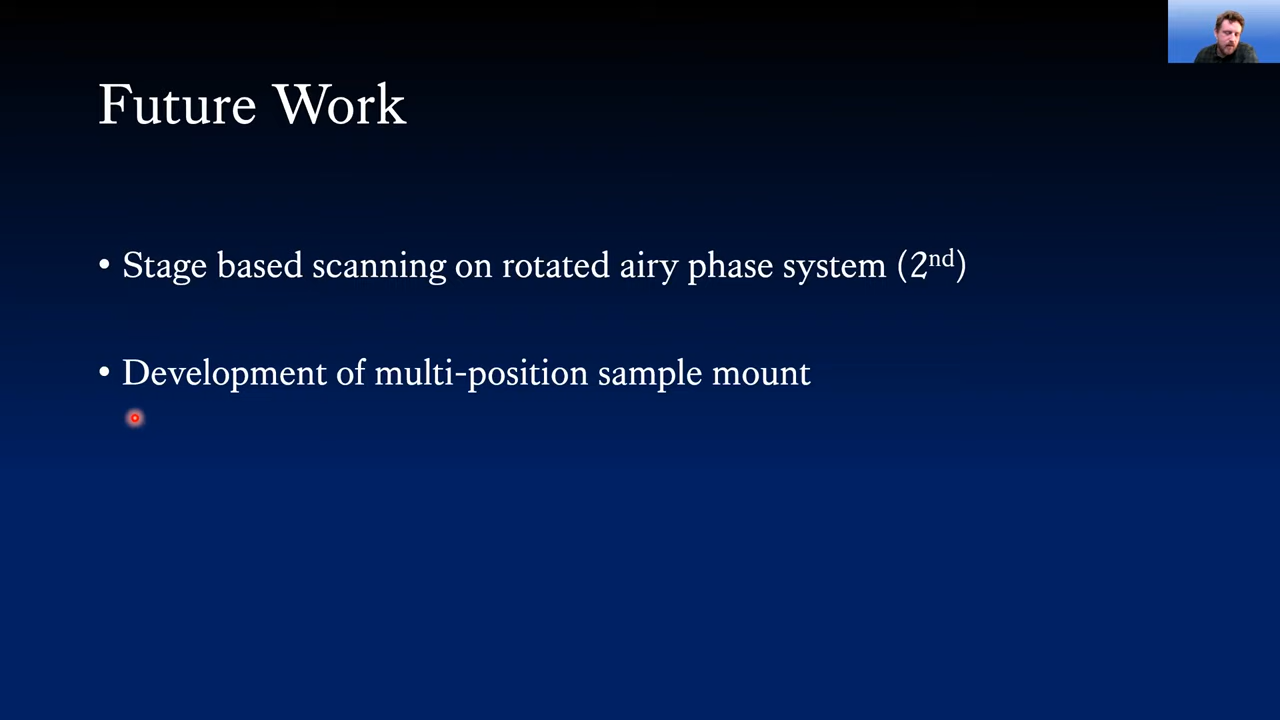 Future Work
• Stage based scanning on rotated airy phase system (2nd)
• Development of multi-position sample mount